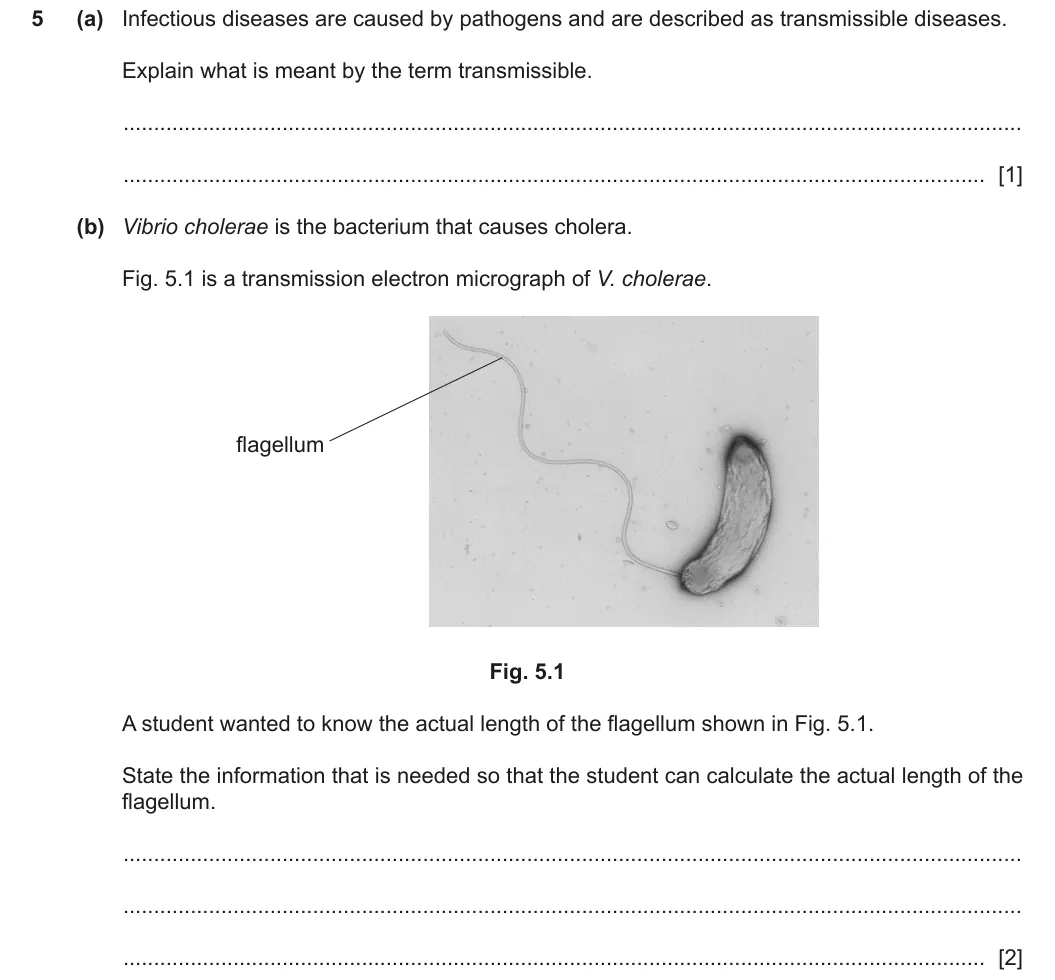 5 (a) Infectious diseases are caused by pathogens and are described as transmissible diseases.
Explain what is meant by the term transmissible.
..........................................................................................................................................................
.................................................................................................................................................... [1]
(b) Vibrio cholerae is the bacterium that causes cholera.
Fig. 5.1 is a transmission electron micrograph of V. cholerae.
flagellum
Fig. 5.1
A student wanted to know the actual length of the flagellum shown in Fig. 5.1.
State the information that is needed so that the student can calculate the actual length of the
flagellum.
..........................................................................................................................................................
..........................................................................................................................................................
.................................................................................................................................................... [2]